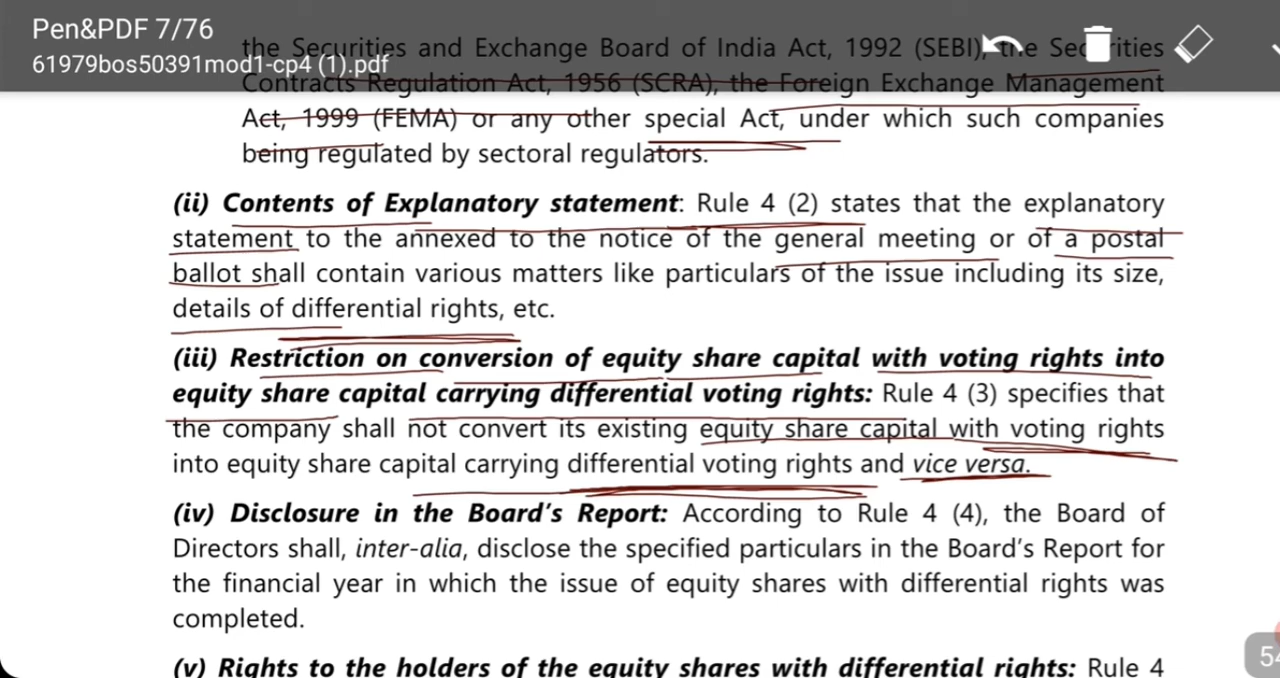 Pen&PDF 7/76
the Securities and Exchange Board of India Act, 1992 (SEBI), the Securities
61979bos50391mod1-cp4 (1).pdf
Contracts Regulation Act, 1956 (SCRA), the Foreign Exchange Management
Act, 1999 (FEMA) or any other special Act, under which such companies
being regulated by sectoral regulators.
(ii) Contents of Explanatory statement: Rule 4 (2) states that the explanatory
statement to the annexed to the notice of the general meeting or of a postal
ballot shall contain various matters like particulars of the issue including its size,
details of differential rights, etc.
(iii) Restriction on conversion of equity share capital with voting rights into
equity share capital carrying differential voting rights: Rule 4 (3) specifies that
the company shall not convert its existing equity share capital with voting rights
into equity share capital carrying differential voting rights and vice versa.
(iv) Disclosure in the Board's Report: According to Rule 4 (4), the Board of
Directors shall, inter-alia, disclose the specified particulars in the Board's Report for
the financial year in which the issue of equity shares with differential rights was
completed.
(v) Rights to the holders of the equity shares with differential rights: Rule 4